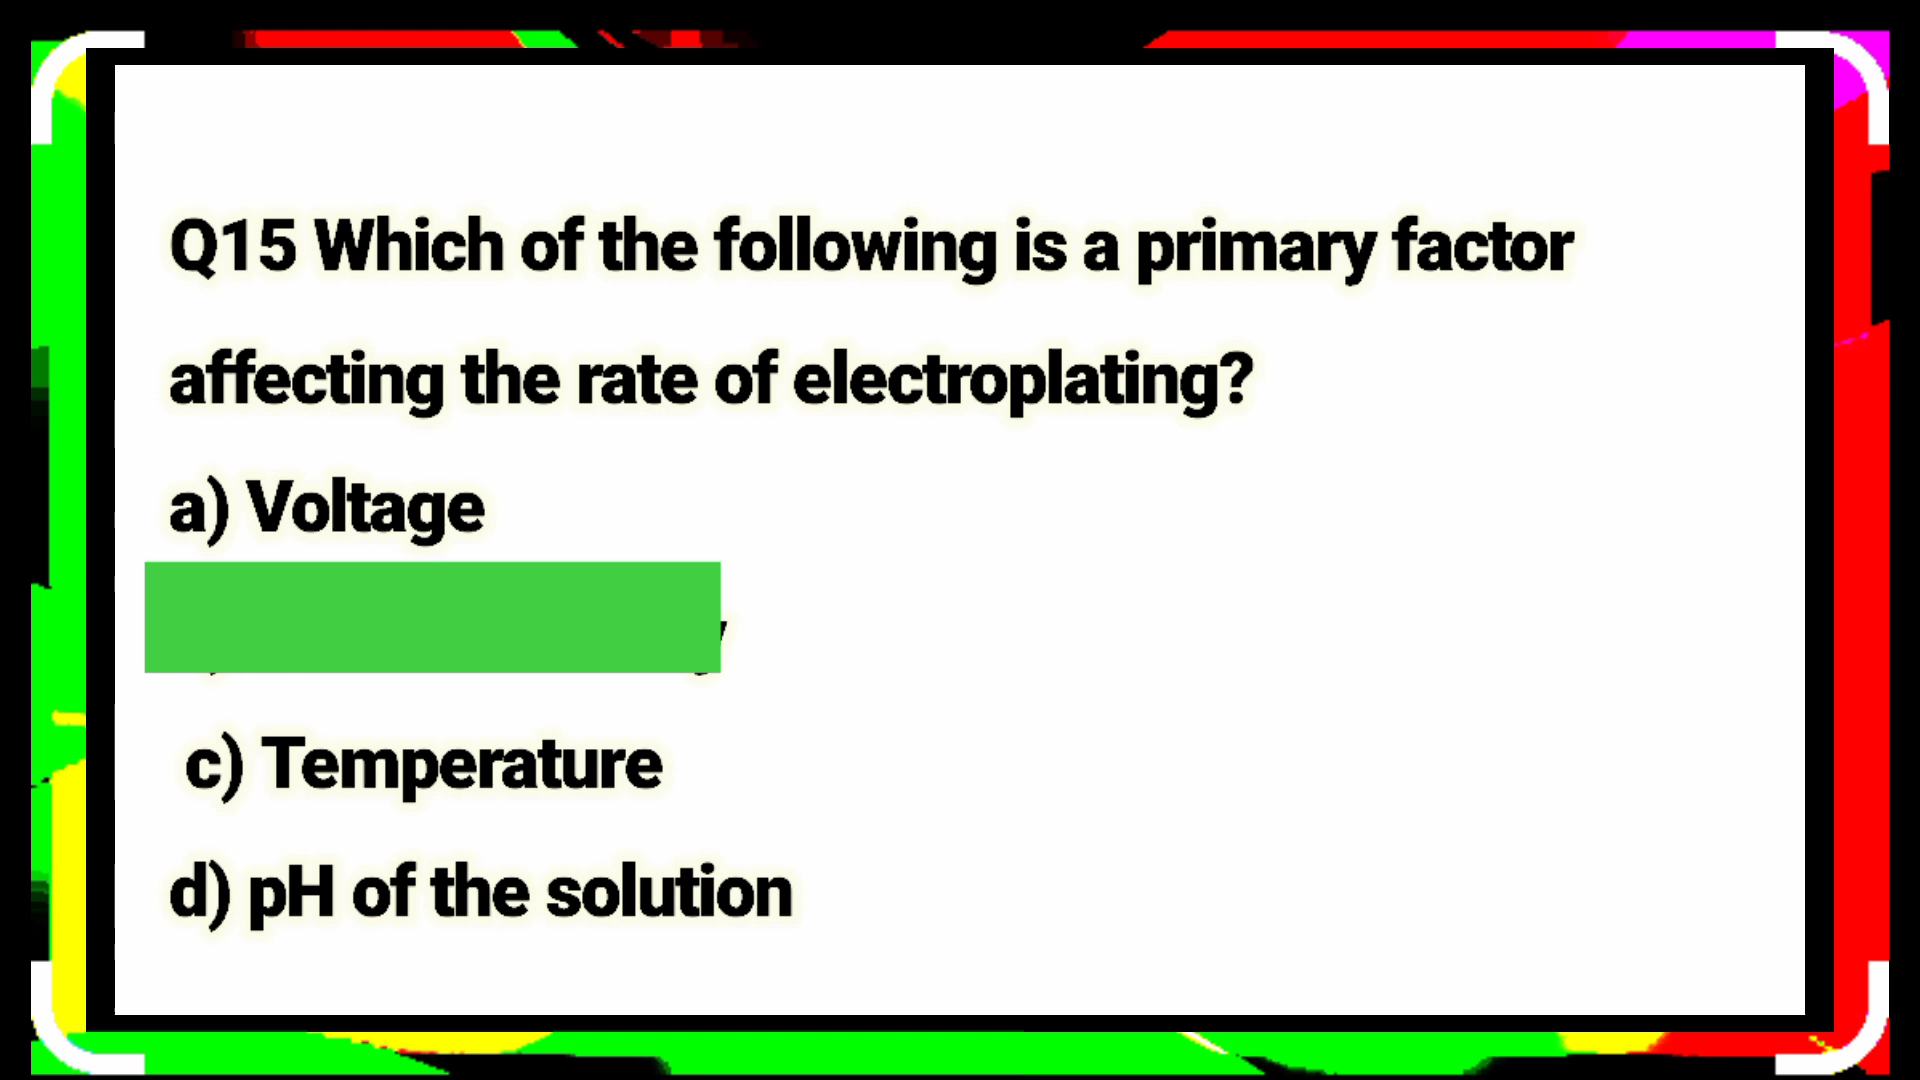 Q15 Which of the following is a primary factor
affecting the rate of electroplating?
a) Voltage
c) Temperature
d) pH of the solution